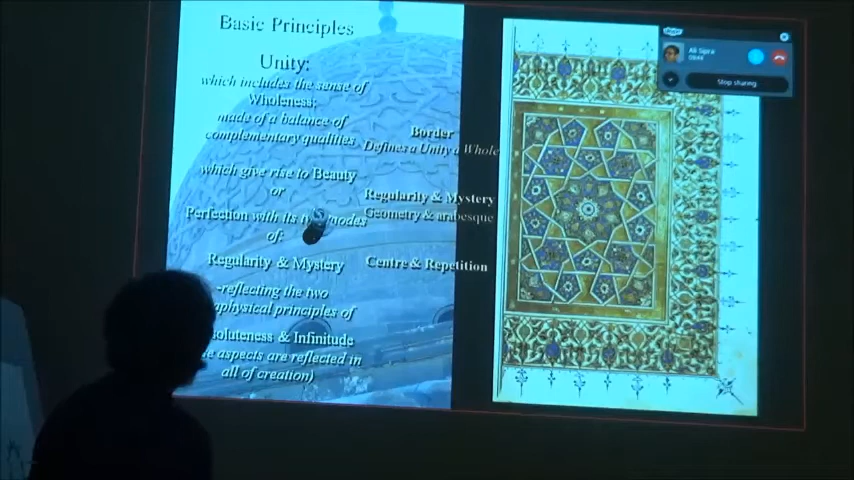 Basic Principles
Unity:
which includes the sense of
Wholeness;
made of a balance of
complementary qualities
which give rise to Beauty
or
Perfection with its modes
of:
Regularity & Mystery
-reflecting the two
principles of
& Infinitude
aspects are reflected in
all of creation)
Border
Defines a Unity a Whole
Regularity & Mystery
Geometry & arabesque
Centre & Repetition
Stop sharing